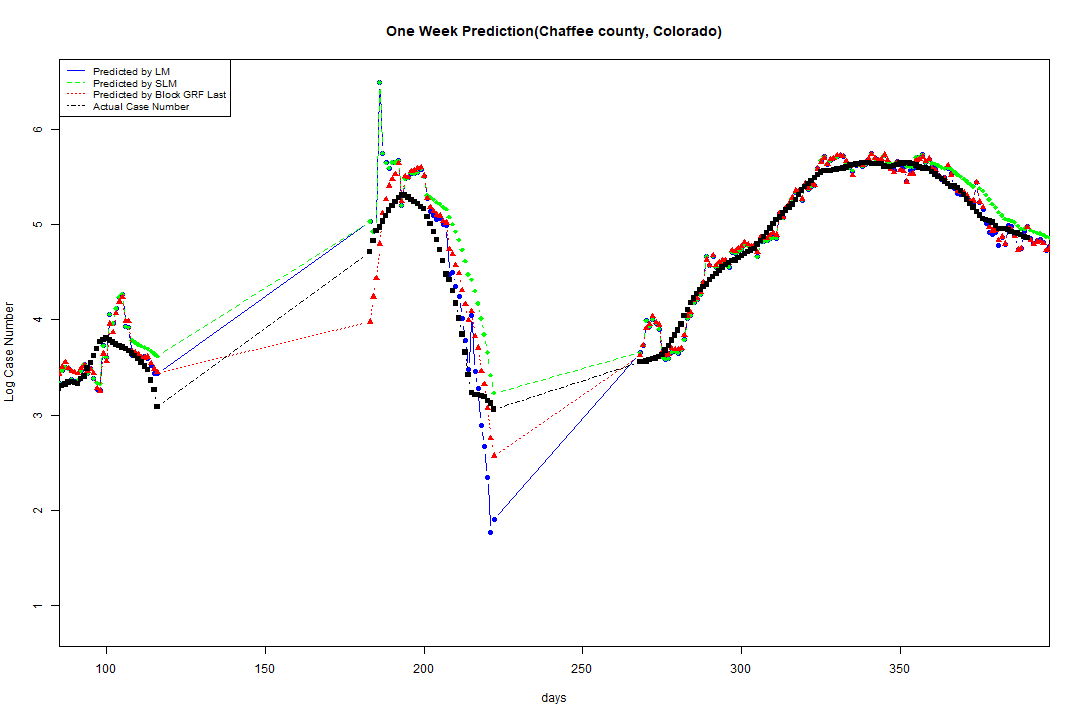 One Week Prediction(Chaffee county, Colorado)
Predicted by LM
Predicted by SLM
Predicted by Block GRF Last
Actual Case Number
6
5
4
3
2
1
Log Case Number
100 150 200 250 300 350
days